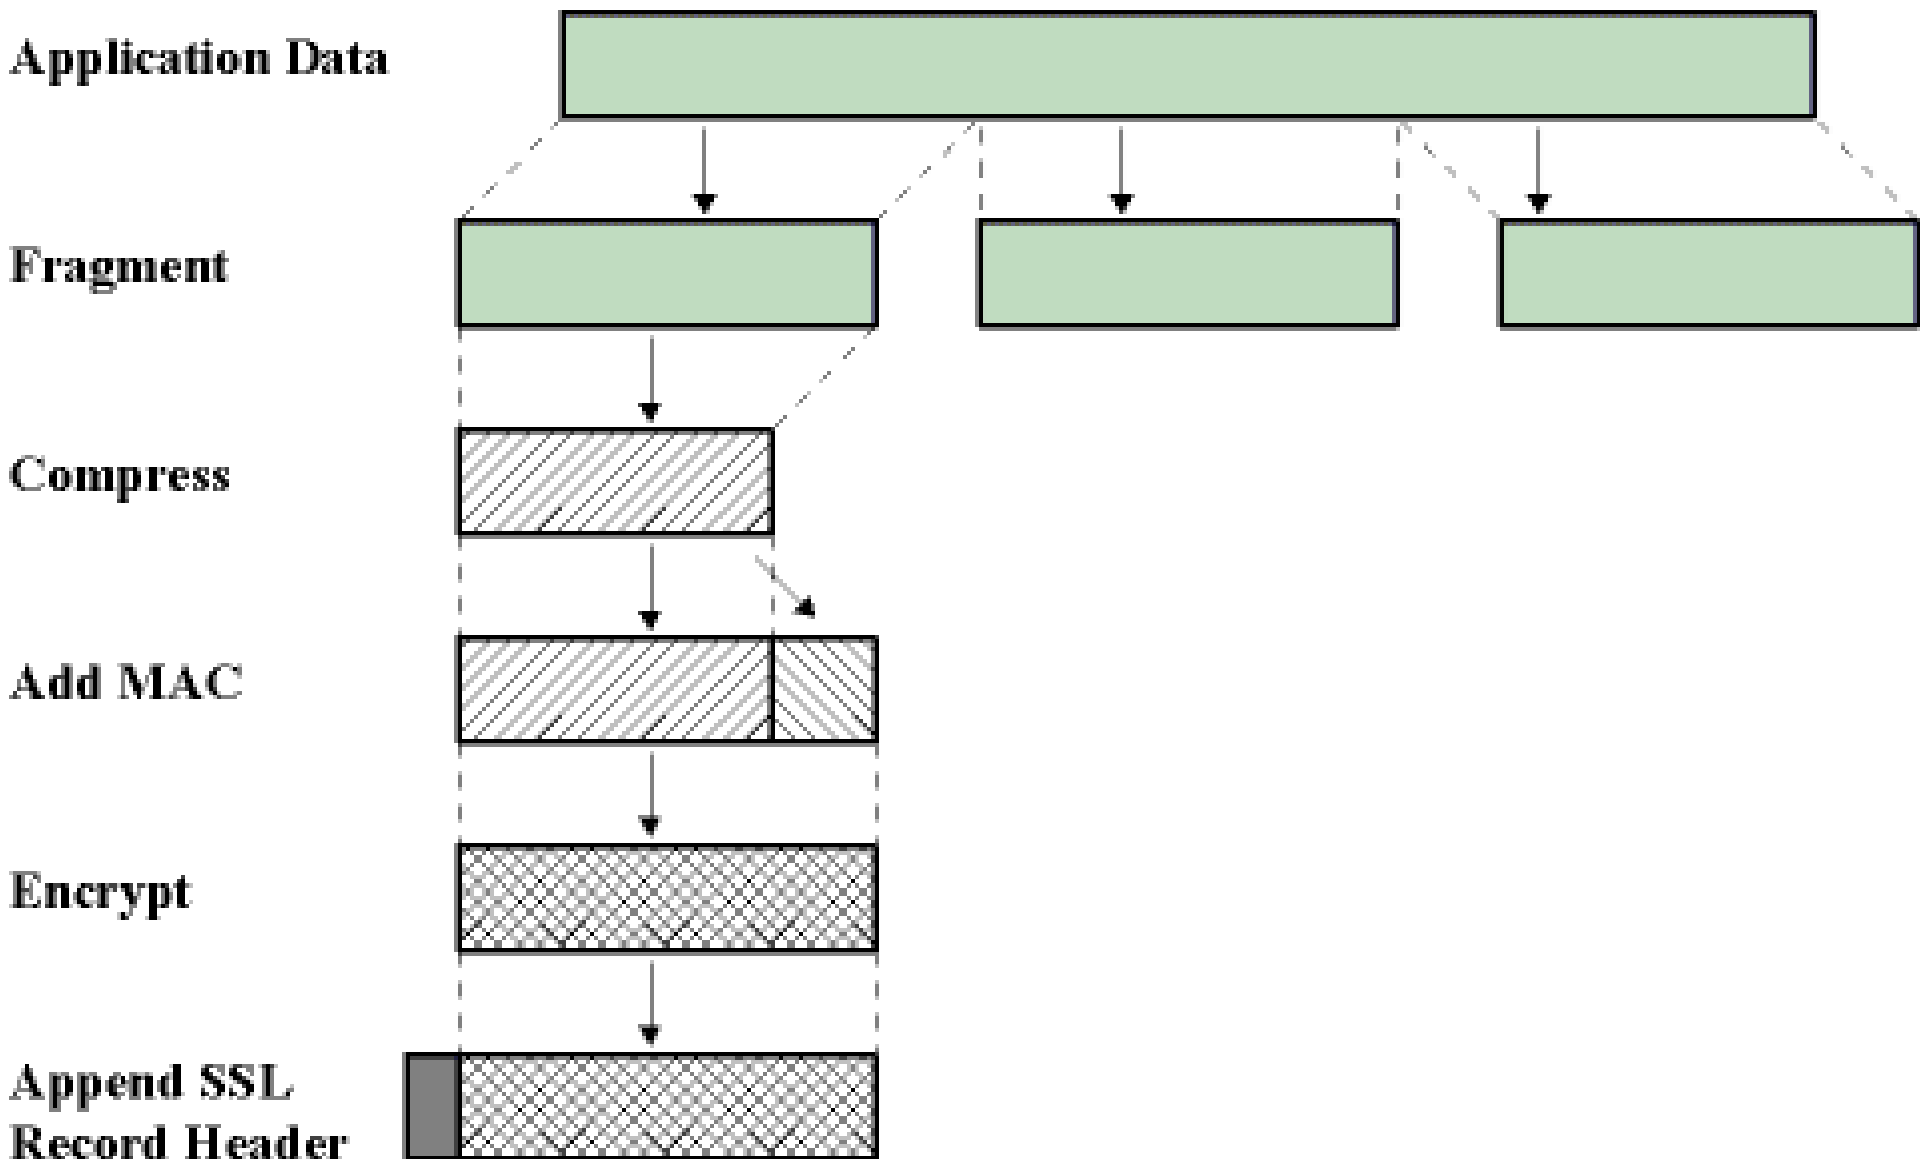 Application Data
Fragment
Compress
Add MAC
Encrypt
Append SSL
Record Header